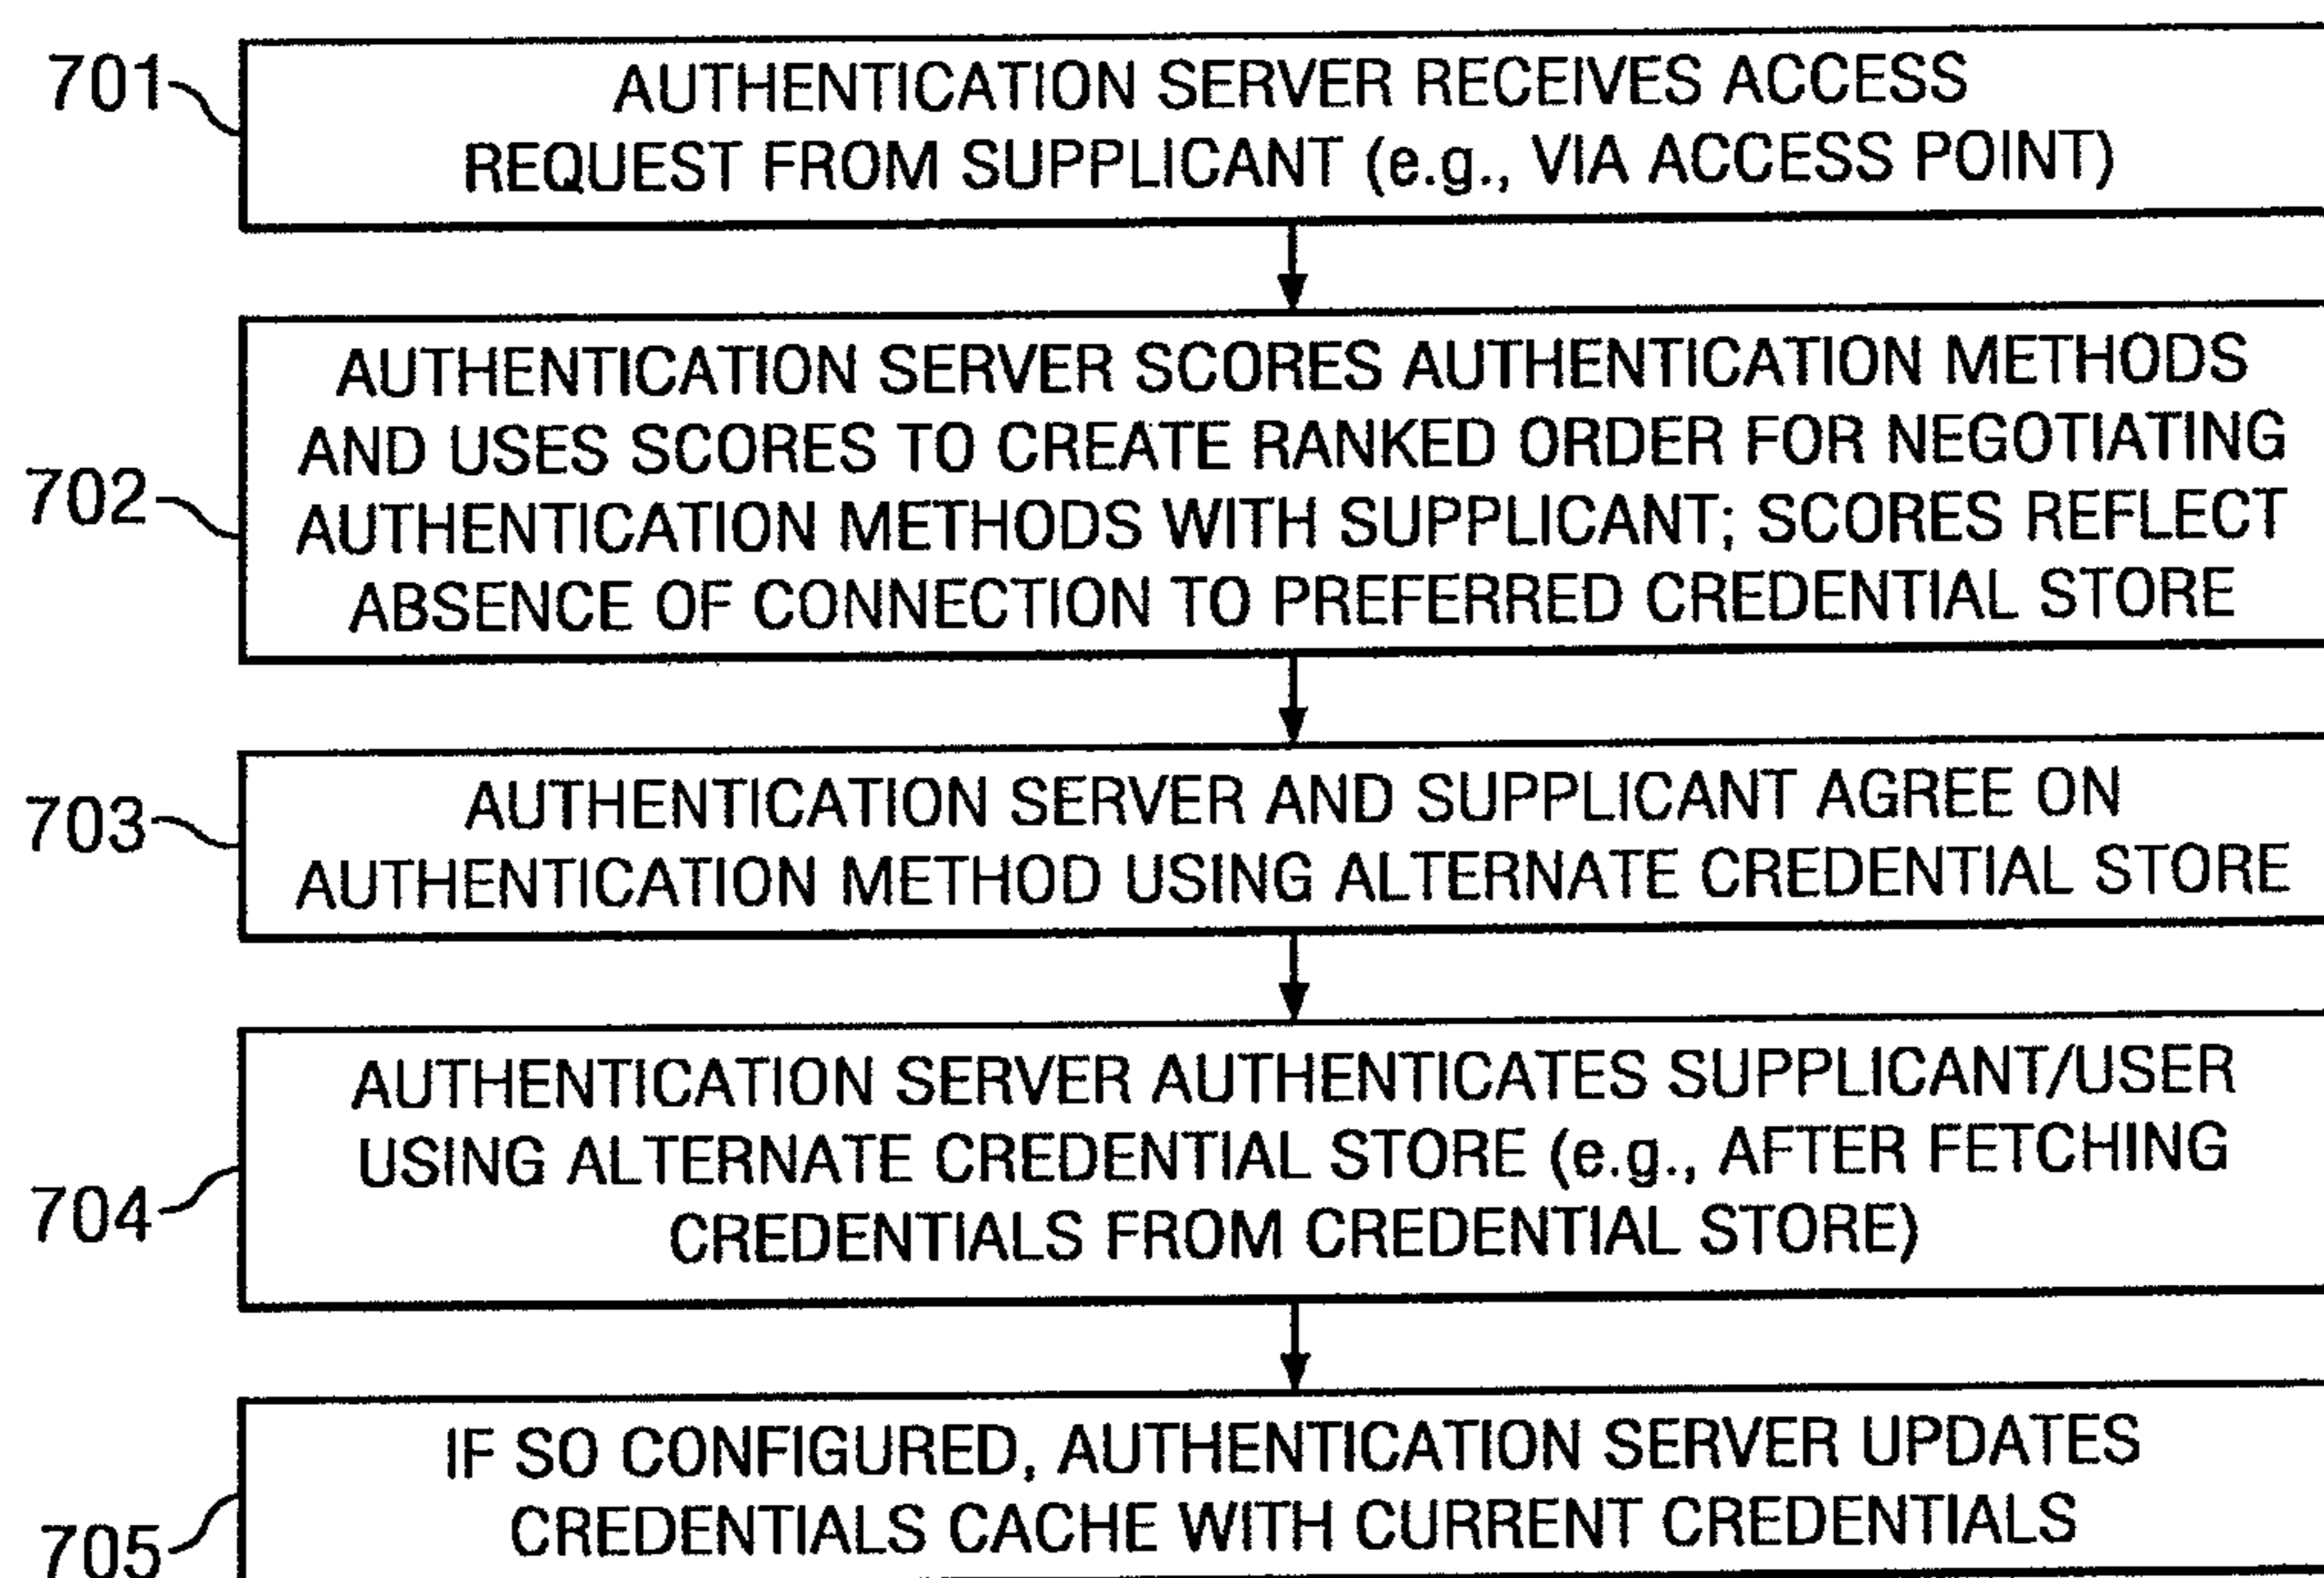 701
AUTHENTICATION SERVER RECEIVES ACCESS
REQUEST FROM SUPPLICANT (e.g., VIA ACCESS POINT)
702
AUTHENTICATION SERVER SCORES AUTHENTICATION METHODS
AND USES SCORES TO CREATE RANKED ORDER FOR NEGOTIATING
AUTHENTICATION METHODS WITH SUPPLICANT; SCORES REFLECT
ABSENCE OF CONNECTION TO PREFERRED CREDENTIAL STORE
703
AUTHENTICATION SERVER AND SUPPLICANT AGREE ON
AUTHENTICATION METHOD USING ALTERNATE CREDENTIAL STORE
704
AUTHENTICATION SERVER AUTHENTICATES SUPPLICANT/USER
USING ALTERNATE CREDENTIAL STORE (e.g., AFTER FETCHING
CREDENTIALS FROM CREDENTIAL STORE)
705
IF SO CONFIGURED, AUTHENTICATION SERVER UPDATES
CREDENTIALS CACHE WITH CURRENT CREDENTIALS